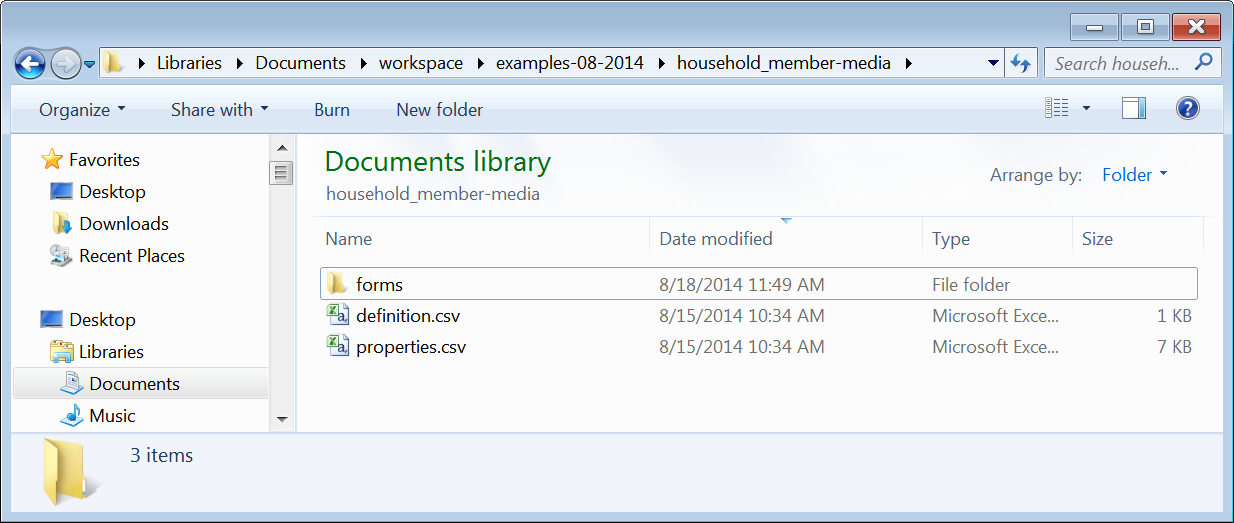 Libraries Documents workspace examples-08-2014 household_member-media Search househ...
Organize Share with Burn New folder
Favorites
Desktop
Downloads
Recent Places
Desktop
Libraries
Documents
Music
Documents library
household_member-media
Arrange by: Folder
Name Date modified Type Size
forms 8/18/2014 11:49 AM File folder
definition.csv 8/15/2014 10:34 AM Microsoft Exce... 1 KB
properties.csv 8/15/2014 10:34 AM Microsoft Exce... 7 KB
3 items